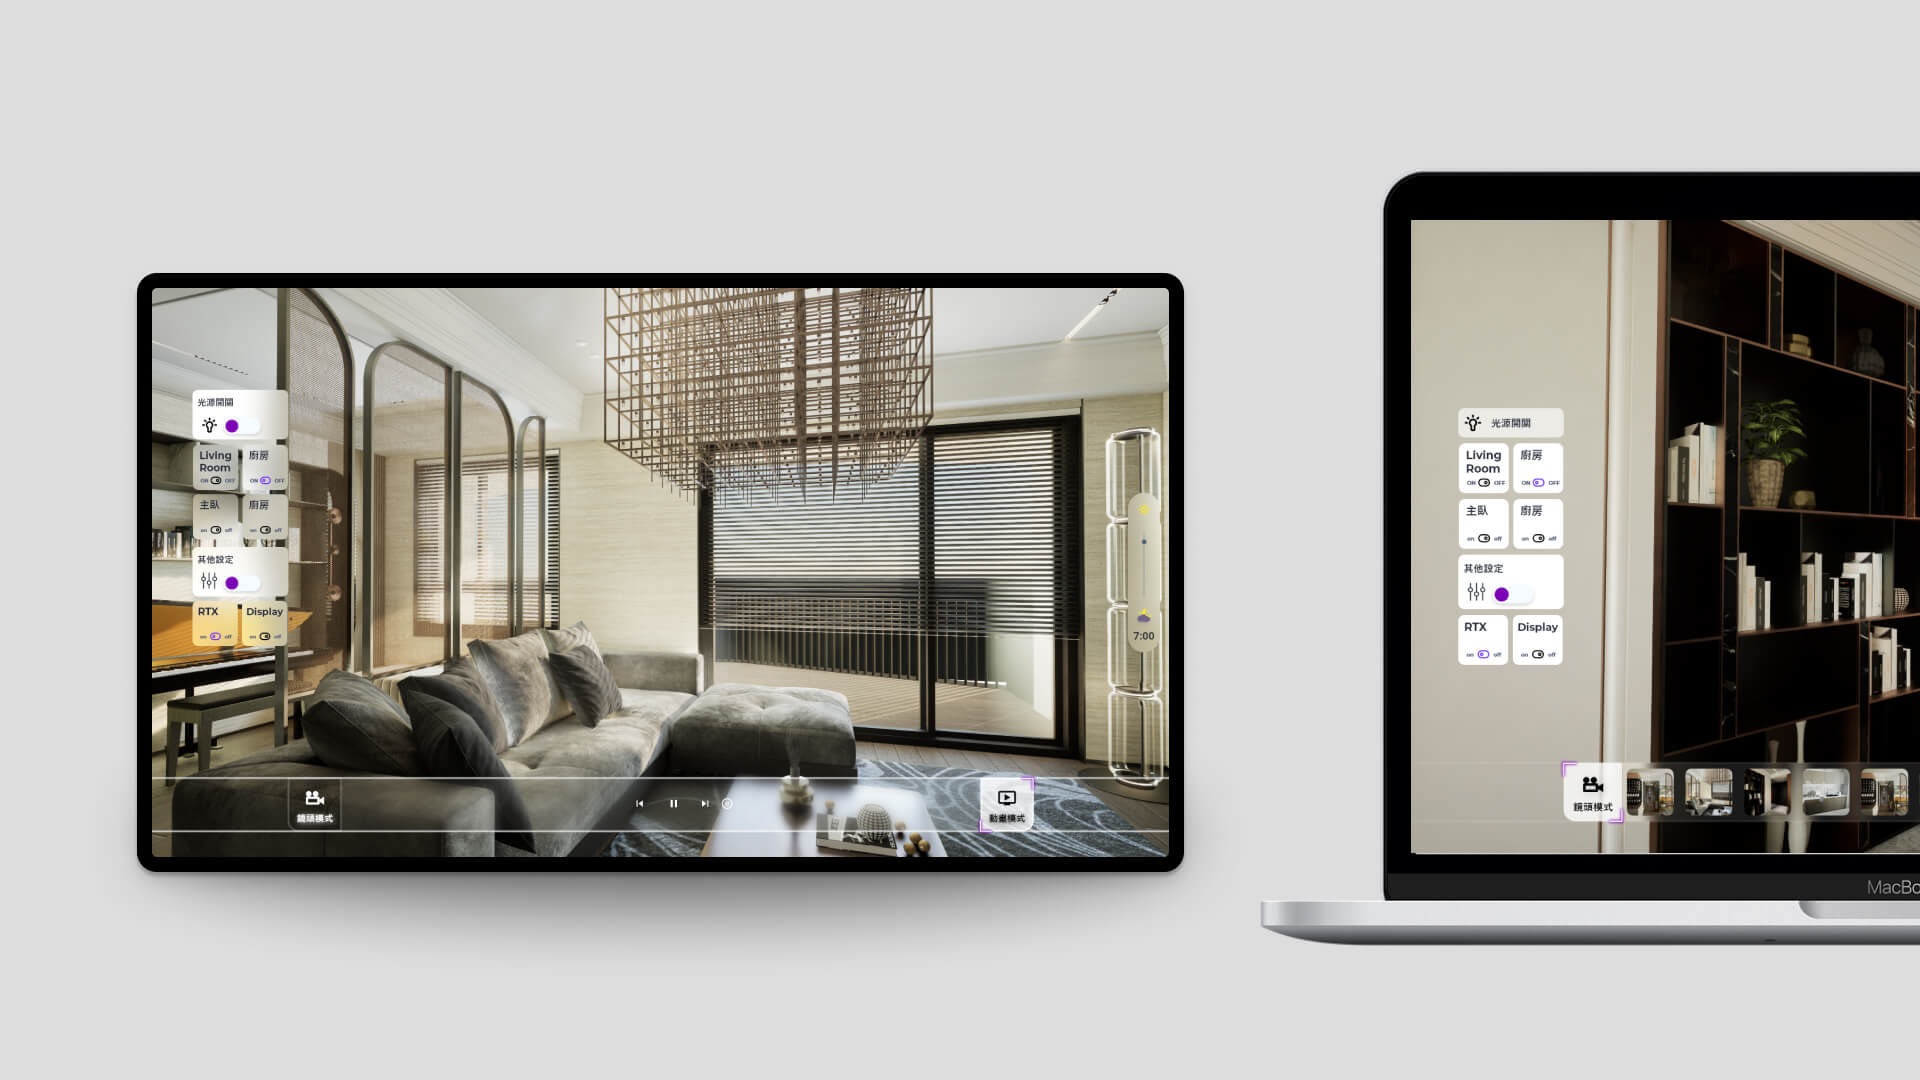 光源開關
Living
Room
ON OFF
廚房
ON OFF
主臥
on off
廚房
on off
其他設定
RTX
on off
Display
on off
7:00
鏡頭模式
動畫模式
光源開關
Living
Room
ON OFF
廚房
ON OFF
主臥
on off
廚房
on off
其他設定
RTX
on off
Display
on off
鏡頭模式
MacBo